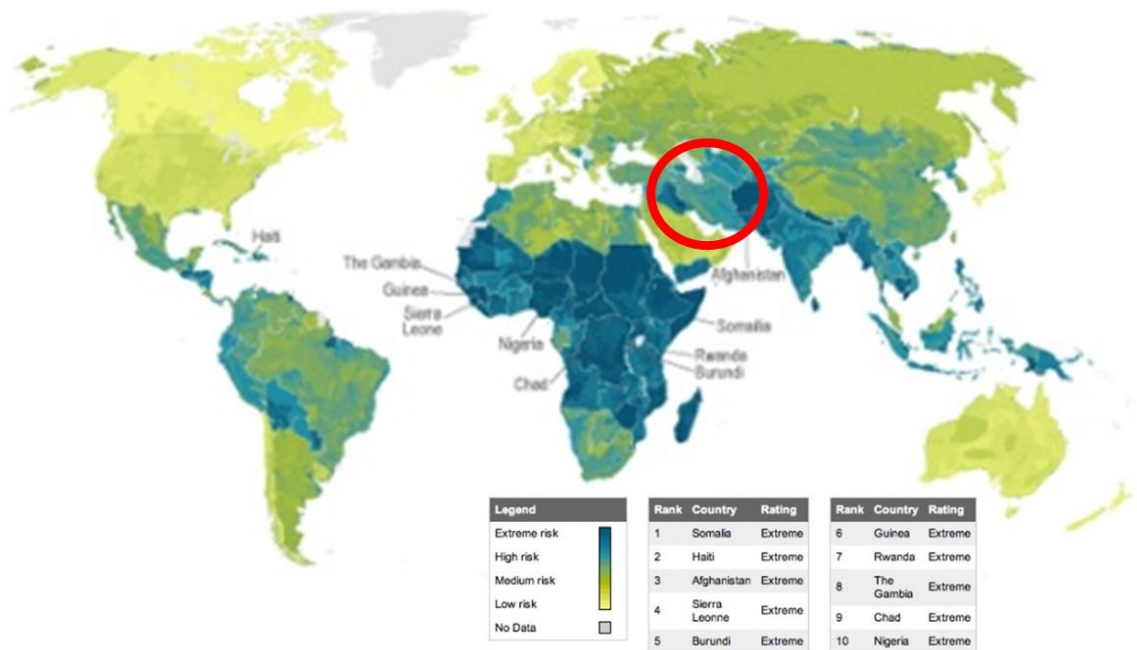 Haiti
The Gambia
Guinea
Sierra
Leone
Nigeria
Chad
Afghanistan
Somailia
Rwanda
Burundi
Legend
Extreme risk
High risk
Medium risk
Low risk
No Data
Rank Country Rating
1 Somalia Extreme
2 Haiti Extreme
3 Afghanistan Extreme
4 Sierra Leonne Extreme
5 Burundi Extreme
Rank Country Rating
6 Guinea Extreme
7 Rwanda Extreme
8 The Gambia Extreme
9 Chad Extreme
10 Nigeria Extreme